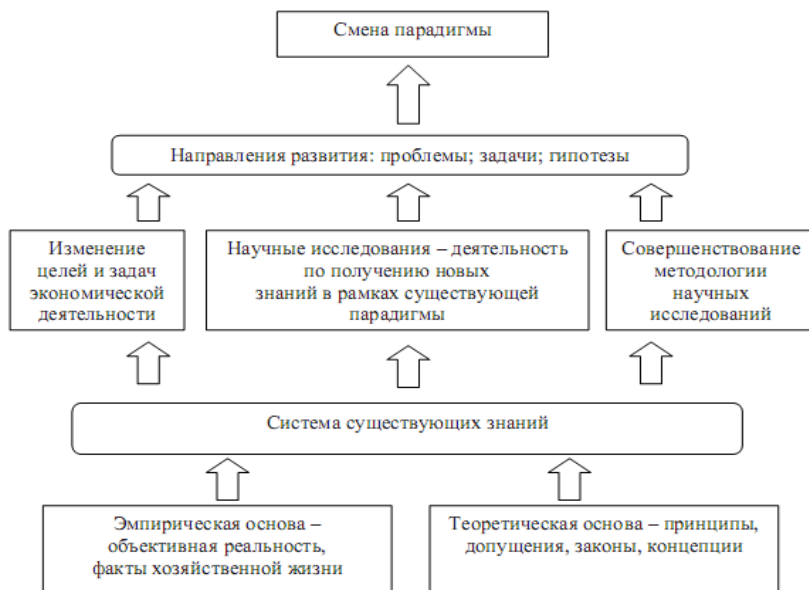 Смена парадигмы
Направления развития: проблемы; задачи; гипотезы
Изменение
целей и задач
экономической
деятельности
Научные исследования – деятельность
по получению новых
знаний в рамках существующей
парадигмы
Совершенствование
методологии
научных
исследований
Система существующих знаний
Эмпирическая основа –
объективная реальность,
факты хозяйственной жизни
Теоретическая основа – принципы,
допущения, законы, концепции